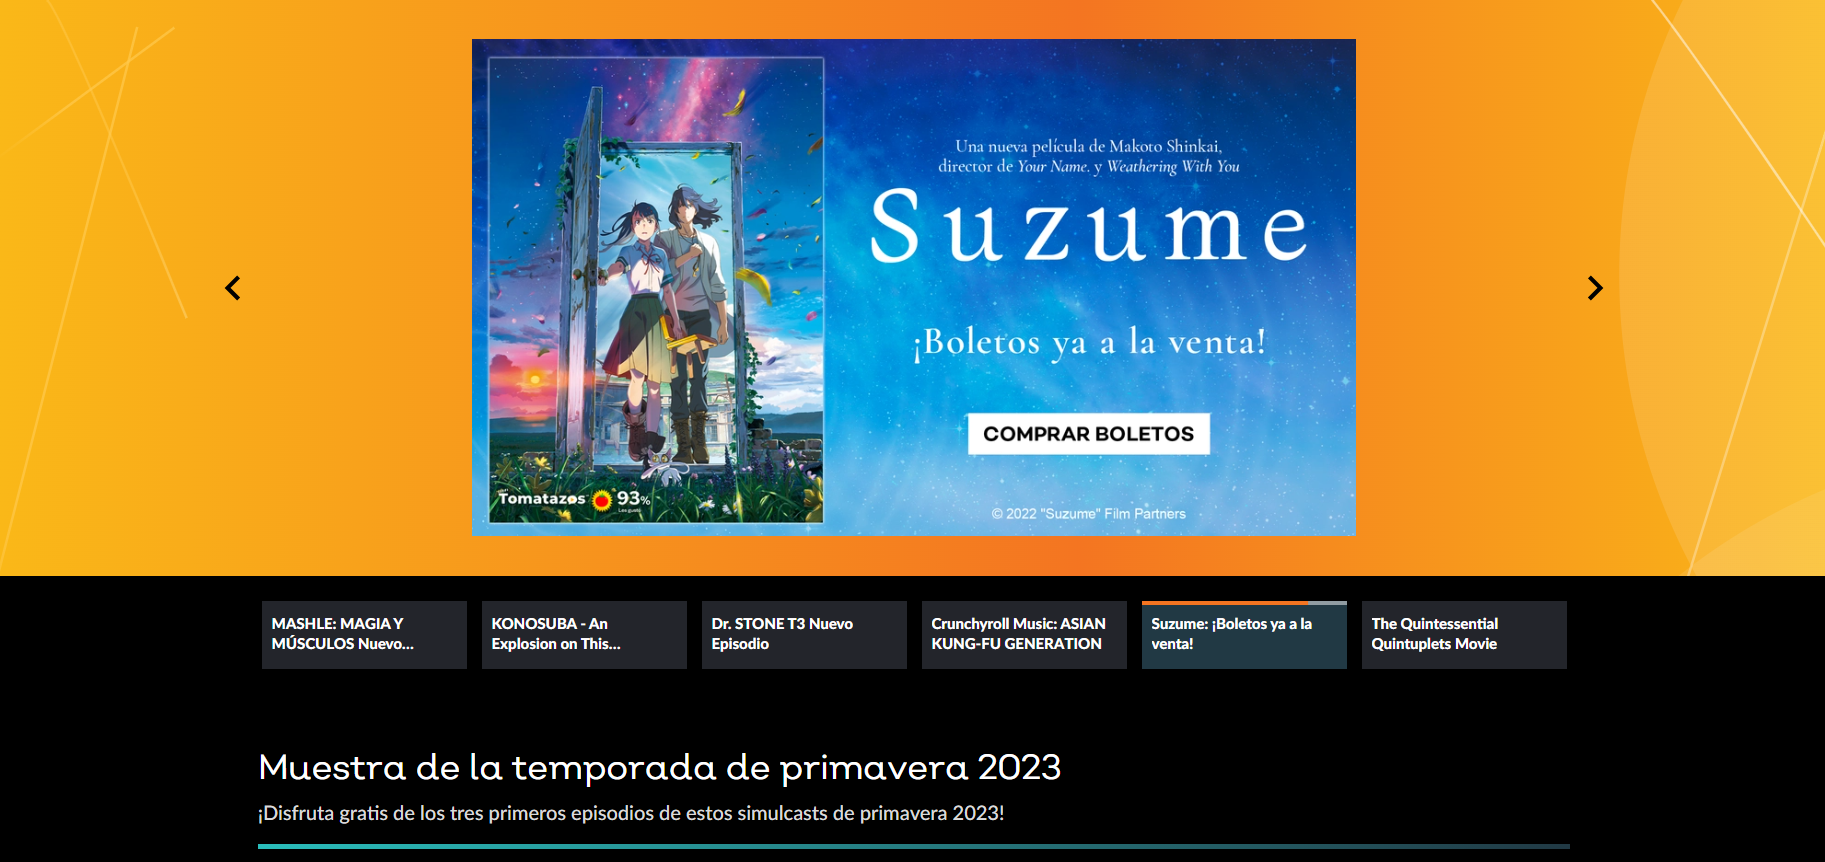 Una nueva película de Makoto Shinkai,
director de Your Name. y Weathering With You
Suzume
¡Boletos ya a la venta!
COMPRAR BOLETOS
© 2022 "Suzume" Film Partners
Tomatazos 93%
MASHLE: MAGIA Y
MÚSCULOS Nuevo...
KONOSUBA - An
Explosion on This...
Dr. STONE T3 Nuevo
Episodio
Crunchyroll Music: ASIAN
KUNG-FU GENERATION
Suzume: ¡Boletos ya a la
venta!
The Quintessential
Quintuplets Movie
Muestra de la temporada de primavera 2023
¡Disfruta gratis de los tres primeros episodios de estos simulcasts de primavera 2023!